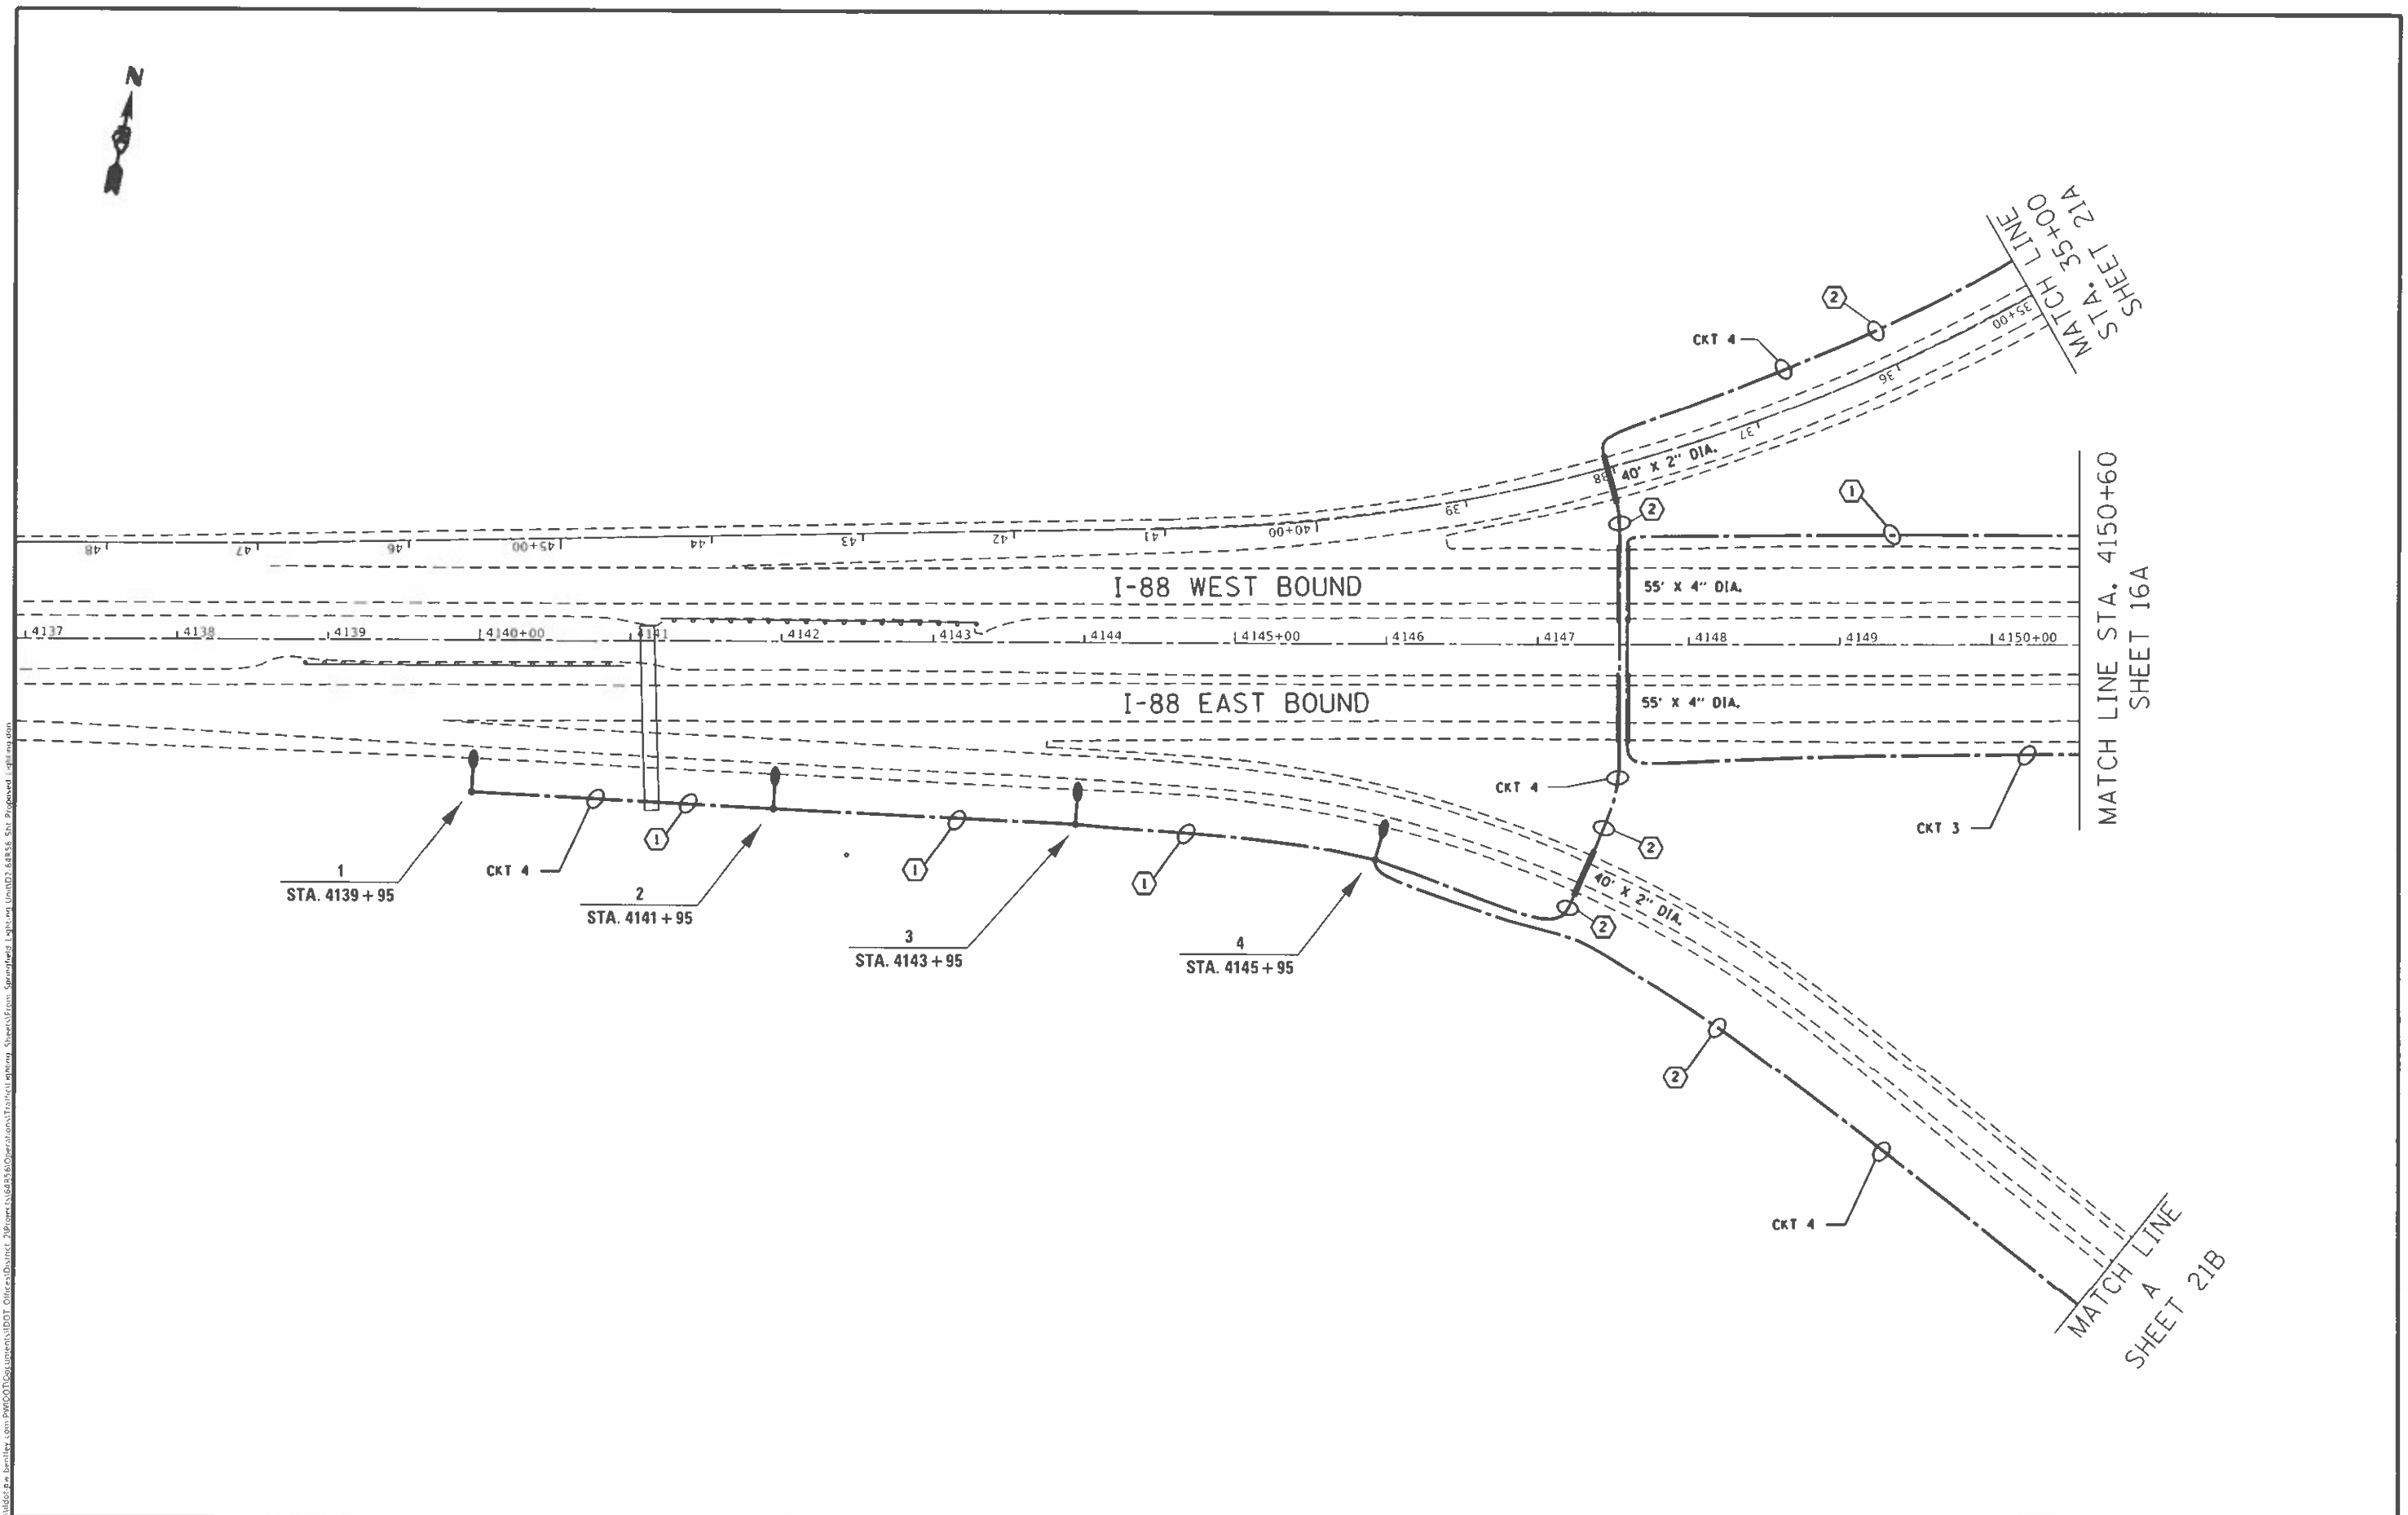 N
MATCH LINE
STA. 35+00
SHEET 21A
2
CKT 4
35+00
36
37
40' X 2" DIA.
38
39
2
1
MATCH LINE STA. 4150+60
SHEET 16A
48
47
46
45+00
44
43
42
41
40+00
I-88 WEST BOUND
55' X 4" DIA.
4137
4138
4139
4140+00
4141
4142
4143
4144
4145+00
4146
4147
4148
4149
4150+00
I-88 EAST BOUND
55' X 4" DIA.
CKT 4
CKT 3
1
2
1
STA. 4139+95
CKT 4
2
STA. 4141+95
1
1
3
STA. 4143+95
4
STA. 4145+95
40' X 2" DIA.
2
2
CKT 4
MATCH LINE
A
SHEET 21B